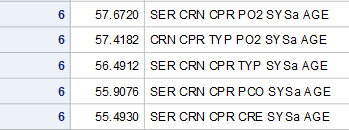 6 57.6720 SER CRN CPR PO2 SYSa AGE
6 57.4182 CRN CPR TYP PO2 SYSa AGE
6 56.4912 SER CRN CPR TYP SYSa AGE
6 55.9076 SER CRN CPR PCO SYSa AGE
6 55.4930 SER CRN CPR CRE SYSa AGE